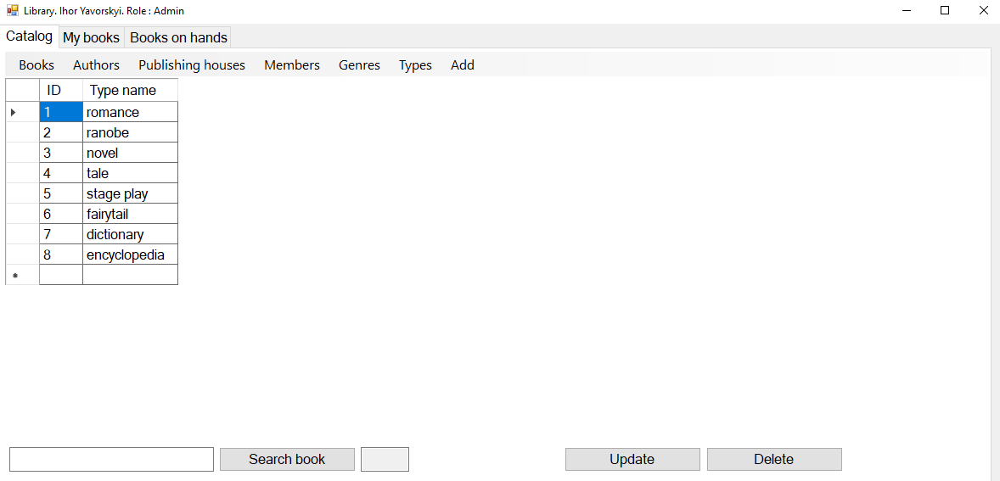 Library. Ihor Yavorskyi. Role : Admin
Catalog My books Books on hands
Books Authors Publishing houses Members Genres Types Add
ID Type name
1 romance
2 ranobe
3 novel
4 tale
5 stage play
6 fairytail
7 dictionary
8 encyclopedia
Search book Update Delete